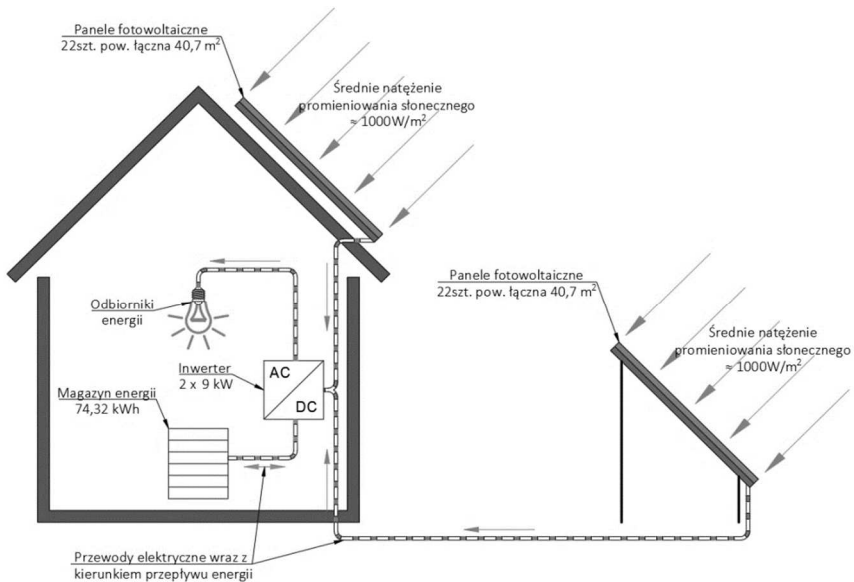 Panele fotowoltaiczne
22szt. pow. łączna 40,7 m²
Średnie natężenie
promieniowania słonecznego
≈ 1000W/m²
Odbiorniki
energii
Inwerter
2 x 9 kW
AC
DC
Magazyn energii
74,32 kWh
Przewody elektryczne wraz z
kierunkiem przepływu energii
Panele fotowoltaiczne
22szt. pow. łączna 40,7 m²
Średnie natężenie
promieniowania słonecznego
≈ 1000W/m²